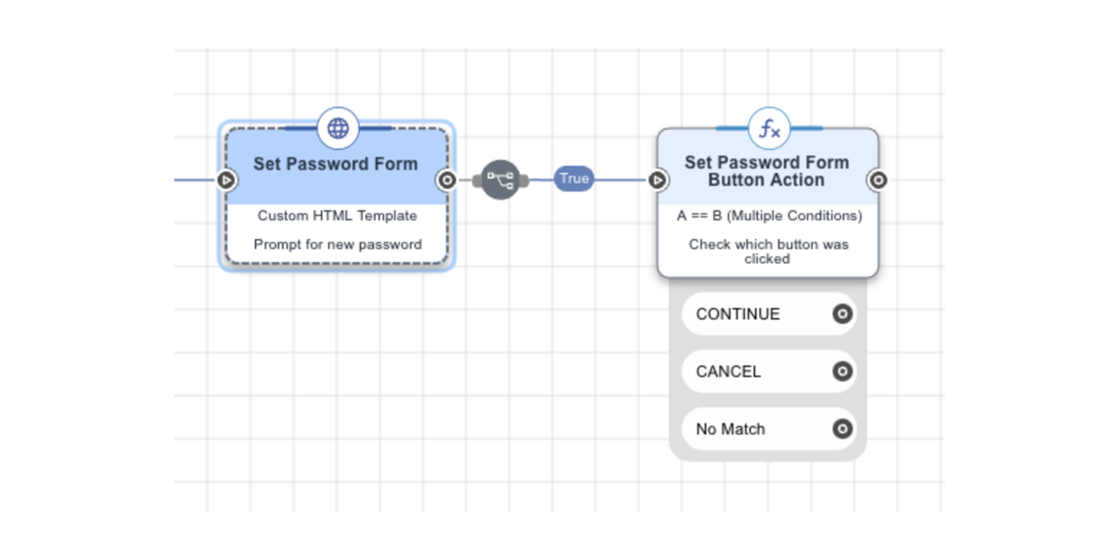 Set Password Form
Custom HTML Template
Prompt for new password
True
fx
Set Password Form
Button Action
A == B (Multiple Conditions)
Check which button was
clicked
CONTINUE
CANCEL
No Match